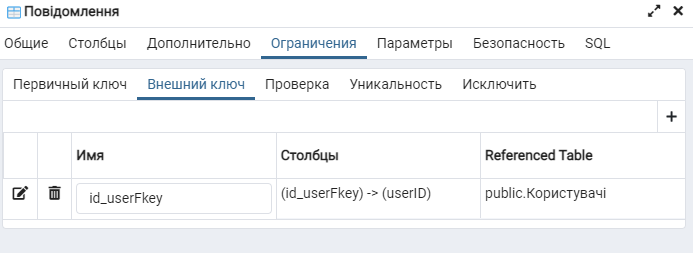 Повідомлення
Общие Столбцы Дополнительно Ограничения Параметры Безопасность SQL
Первичный ключ Внешний ключ Проверка Уникальность Исключить
Имя Столбцы Referenced Table
id_userFkey (id_userFkey) -> (userID) public.Користувачі